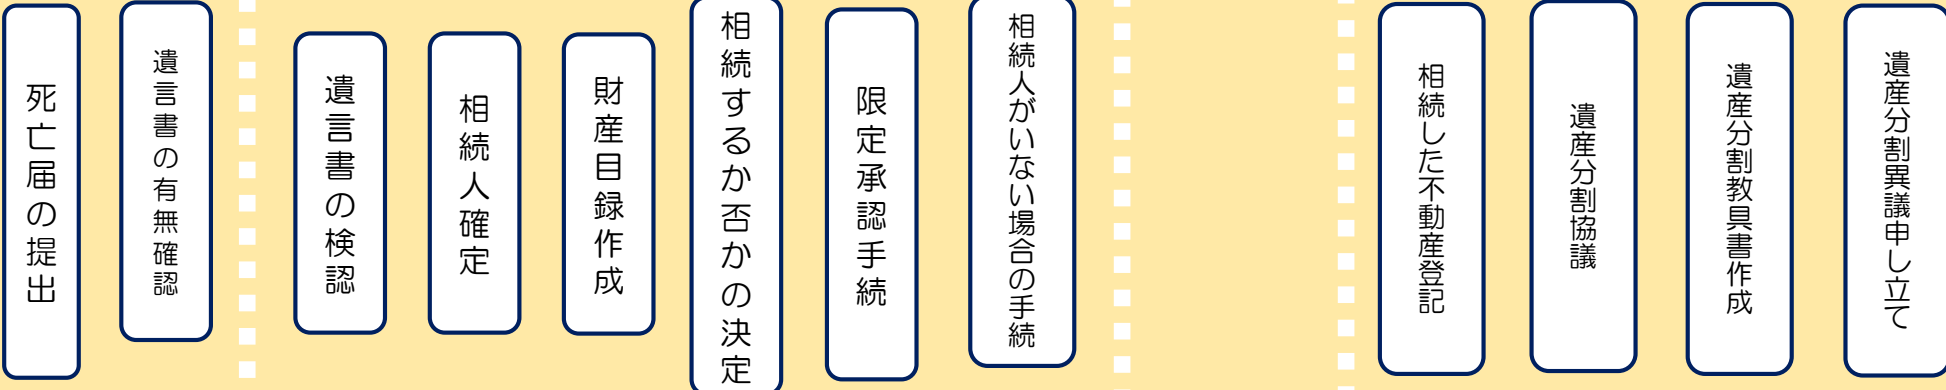 死亡届の提出
遺言書の有無確認
遺言書の検認
相続人確定
財産目録作成
相続するか否かの決定
限定承認手続
相続人がいない場合の手続
相続した不動産登記
遺産分割協議
遺産分割教具書作成
遺産分割異議申し立て